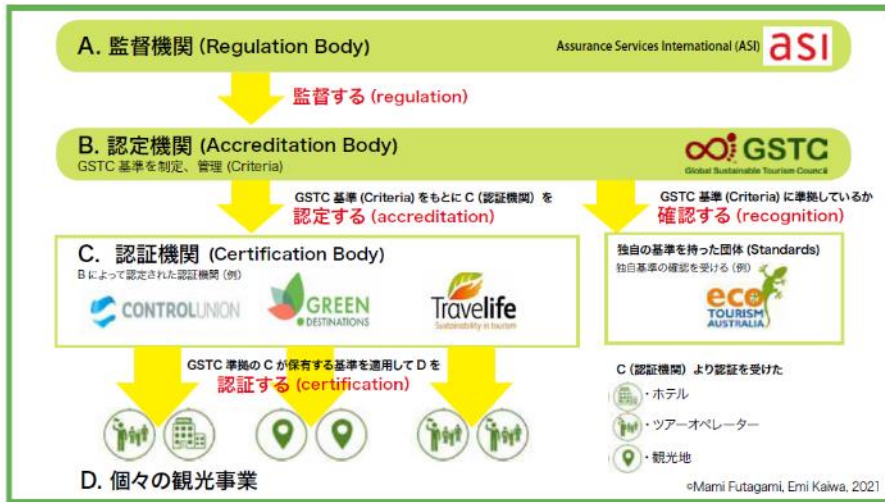 A. 監督機関 (Regulation Body)
Assurance Services International (ASI)
asi
監督する (regulation)
B. 認定機関 (Accreditation Body)
GSTC 基準を制定、管理 (Criteria)
GSTC
Global Sustainable Tourism Council
GSTC 基準 (Criteria) をもとに C（認証機関）を
認定する (accreditation)
GSTC 基準 (Criteria) に準拠しているか
確認する (recognition)
C. 認証機関 (Certification Body)
B によって認定された認証機関 (例)
CONTROLUNION
GREEN
DESTINATIONS
Travelife
Sustainability in tourism
独自の基準を持った団体 (Standards)
独自基準の確認を受ける (例)
eco
TOURISM
AUSTRALIA
GSTC 準拠の C が保有する基準を適用して D を
認証する (certification)
C（認証機関）より認証を受けた
・ホテル
・ツアーオペレーター
・観光地
D. 個々の観光事業
©Mami Futagami, Emi Kaiwa, 2021